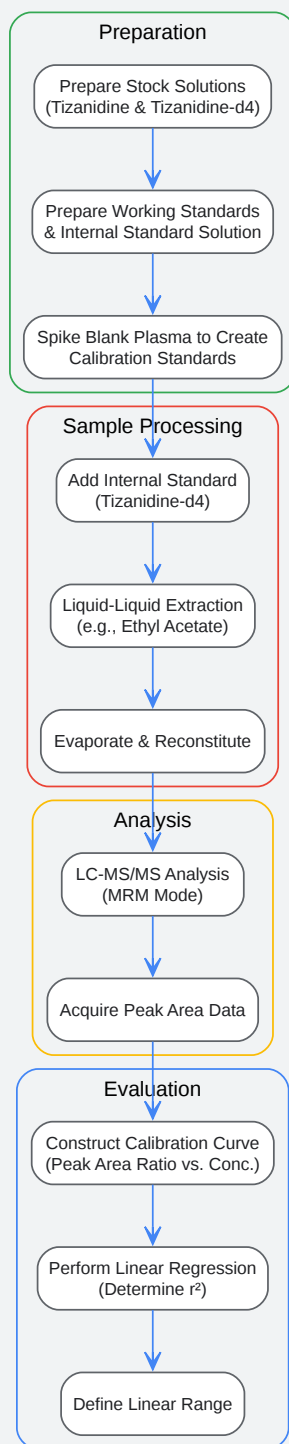 Preparation
Prepare Stock Solutions
(Tizanidine & Tizanidine-d4)
Prepare Working Standards
& Internal Standard Solution
Spike Blank Plasma to Create
Calibration Standards
Sample Processing
Add Internal Standard
(Tizanidine-d4)
Liquid-Liquid Extraction
(e.g., Ethyl Acetate)
Evaporate & Reconstitute
Analysis
LC-MS/MS Analysis
(MRM Mode)
Acquire Peak Area Data
Evaluation
Construct Calibration Curve
(Peak Area Ratio vs. Conc.)
Perform Linear Regression
(Determine r²)
Define Linear Range